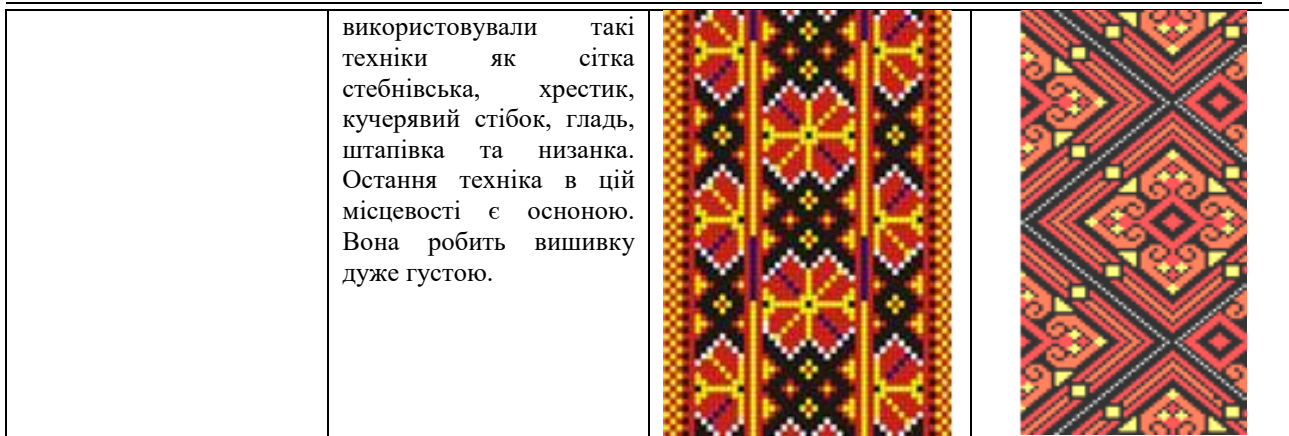 використовували такі
техніки як сітка
стебнівська, хрестик,
кучерявий стібок, гладь,
штапівка та низанка.
Остання техніка в цій
місцевості є осноною.
Вона робить вишивку
дуже густою.